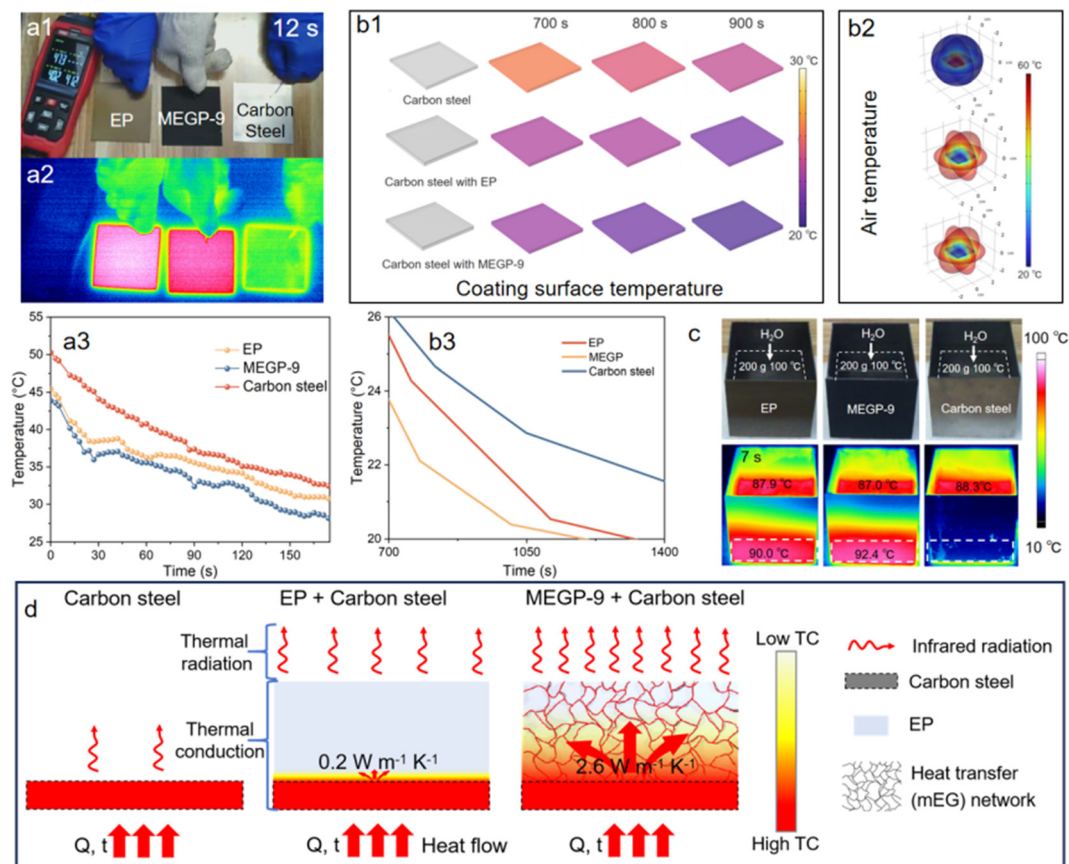 a1
12 s
EP
MEGP-9
Carbon
Steel
a2
b1
700 s
800 s
900 s
30 °C
20 °C
Carbon steel
Carbon steel with EP
Carbon steel with MEGP-9
Coating surface temperature
b2
Air temperature
60 °C
20 °C
a3
EP
MEGP-9
Carbon steel
Temperature (°C)
55
50
45
40
35
30
25
0
30
60
90
120
150
Time (s)
b3
EP
MEGP
Carbon steel
Temperature (°C)
26
24
22
20
700
1050
1400
Time (s)
c
H₂O
200 g 100 °C
EP
H₂O
200 g 100 °C
MEGP-9
H₂O
200 g 100 °C
Carbon steel
100 °C
10 °C
7 s
87.9 °C
87.0 °C
88.3°C
90.0 °C
92.4 °C
d
Carbon steel
EP + Carbon steel
MEGP-9 + Carbon steel
Thermal
radiation
Thermal
conduction
0.2 W m⁻¹ K⁻¹
2.6 W m⁻¹ K⁻¹
Q, t
Q, t
Heat flow
Q, t
Low TC
High TC
Infrared radiation
Carbon steel
EP
Heat transfer
(mEG) network